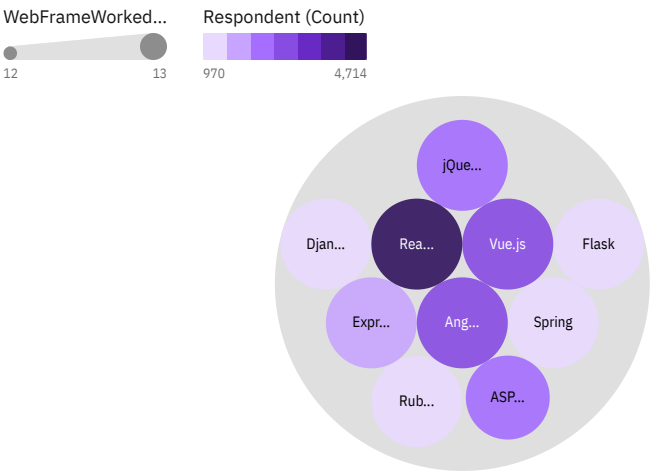 WebFrameWorked...
12 13
Respondent (Count)
970 4,714
jQue...
Djan... Rea... Vue.js Flask
Expr... Ang... Spring
Rub... ASP...